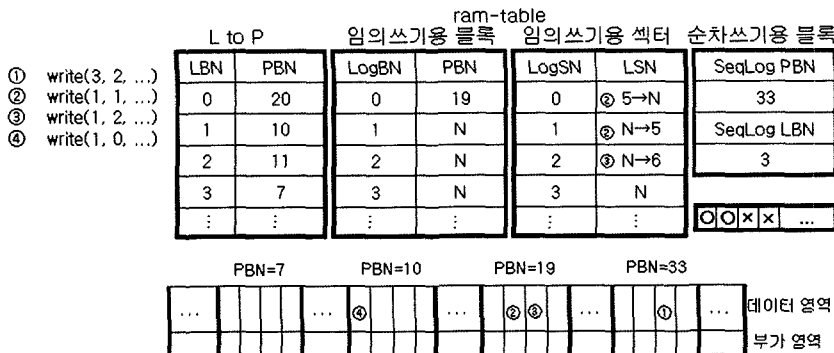 ram-table
L to P 임의쓰기용 블록 임의쓰기용 섹터 순차쓰기용 블록
① write(3, 2, ...)
② write(1, 1, ...)
③ write(1, 2, ...)
④ write(1, 0, ...)
LBN PBN LogBN PBN LogSN LSN SeqLog PBN
0 20 0 19 0 ② 5→N 33
1 10 1 N 1 ② N→5 SeqLog LBN
2 11 2 N 2 ③ N→6 3
3 7 3 N 3 N
⋮ ⋮ ⋮ ⋮ ⋮ ⋮
O O × × ...
PBN=7 PBN=10 PBN=19 PBN=33
... ... ④ ... ② ③ ... ① ... 데이터 영역
부가 영역